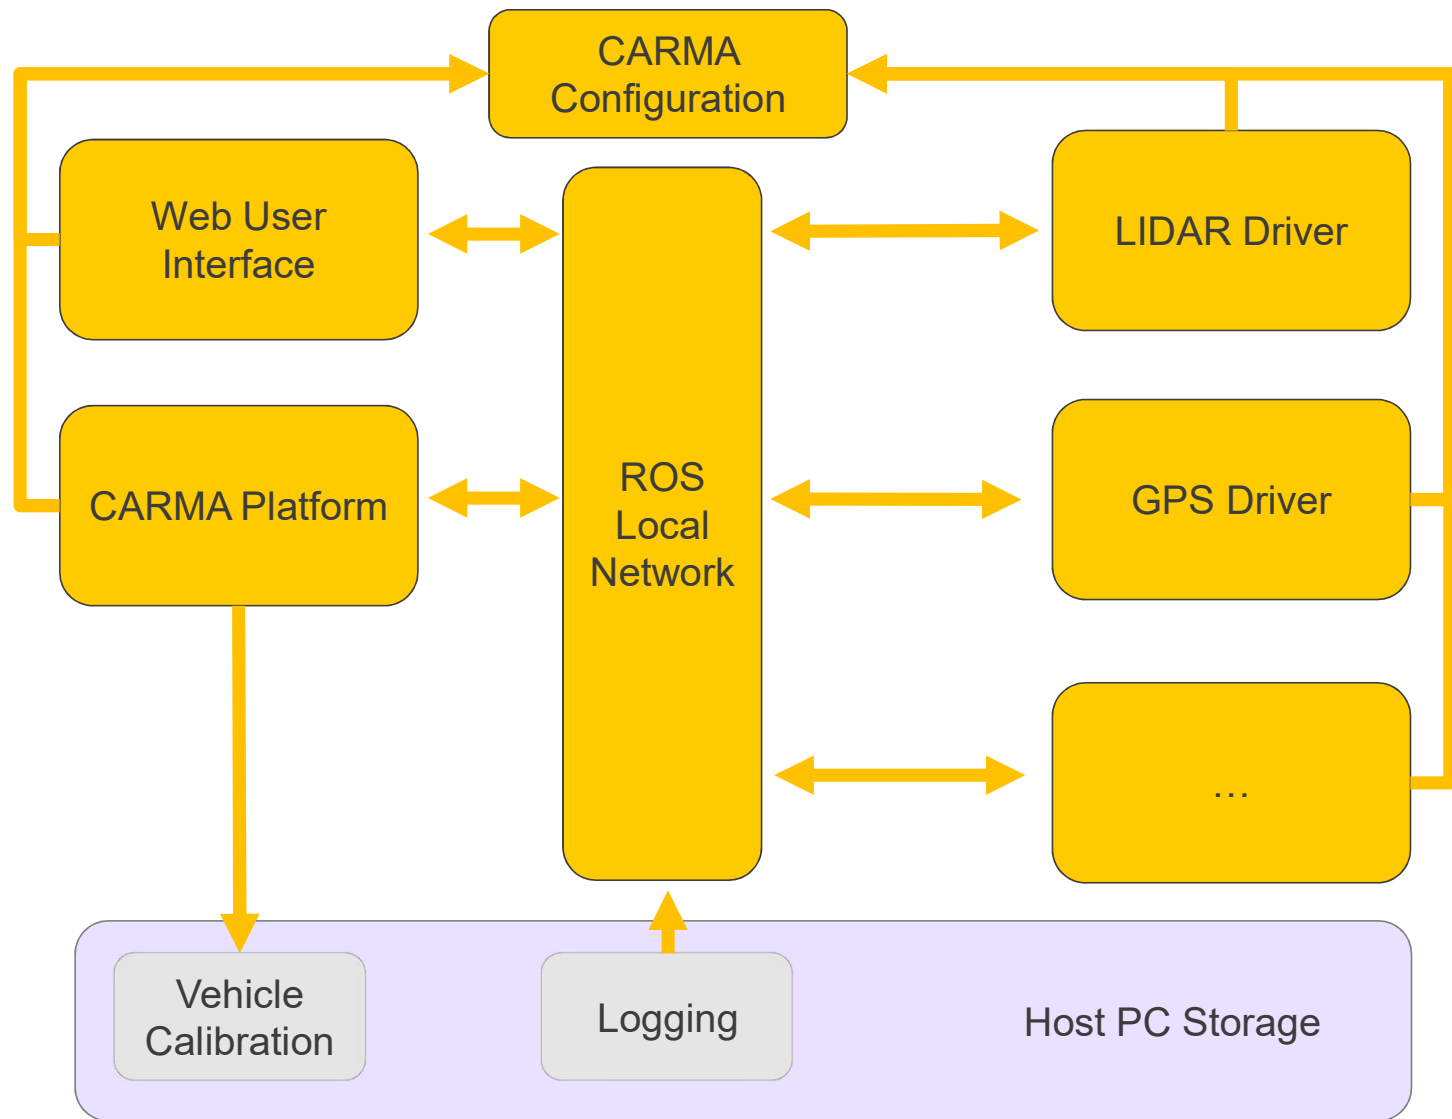 CARMA
Configuration
Web User
Interface
LIDAR Driver
CARMA Platform
ROS
Local
Network
GPS Driver
...
Vehicle
Calibration
Logging
Host PC Storage